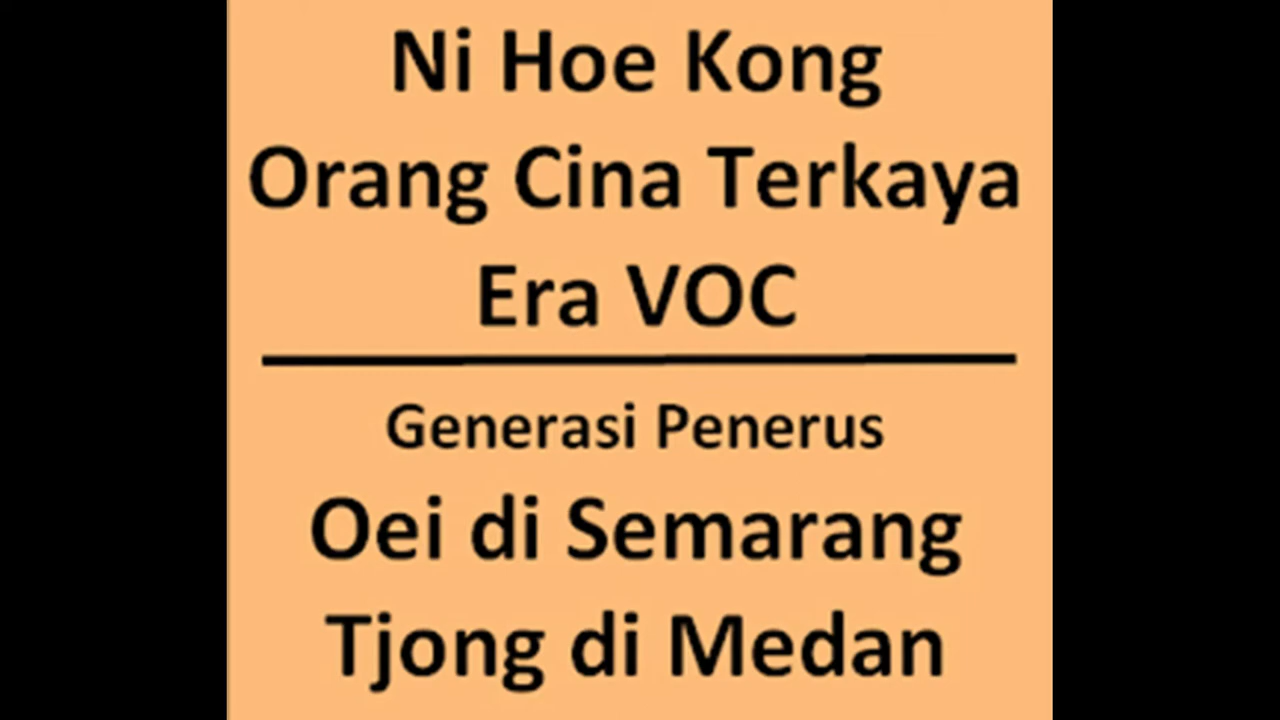 Ni Hoe Kong
Orang Cina Terkaya
Era VOC
Generasi Penerus
Oei di Semarang
Tjong di Medan